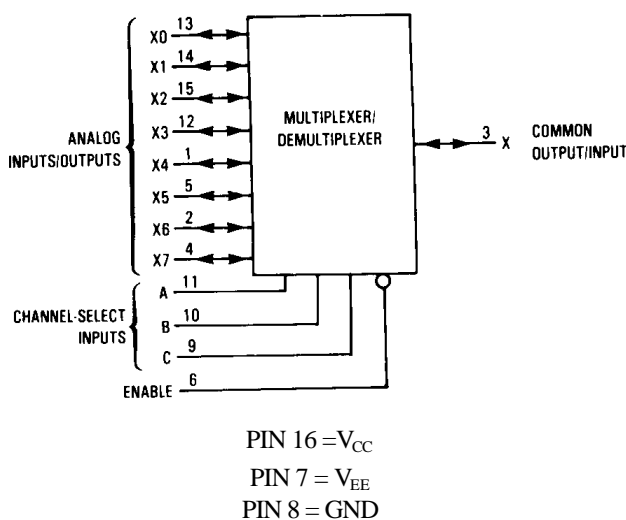 X0 13
X1 14
X2 15
X3 12
X4 1
X5 5
X6 2
X7 4
ANALOG
INPUTS/OUTPUTS
MULTIPLEXER/
DEMULTIPLEXER
3 X
COMMON
OUTPUT/INPUT
CHANNEL-SELECT
INPUTS
A 11
B 10
C 9
ENABLE 6
PIN 16 =VCC
PIN 7 = VEE
PIN 8 = GND